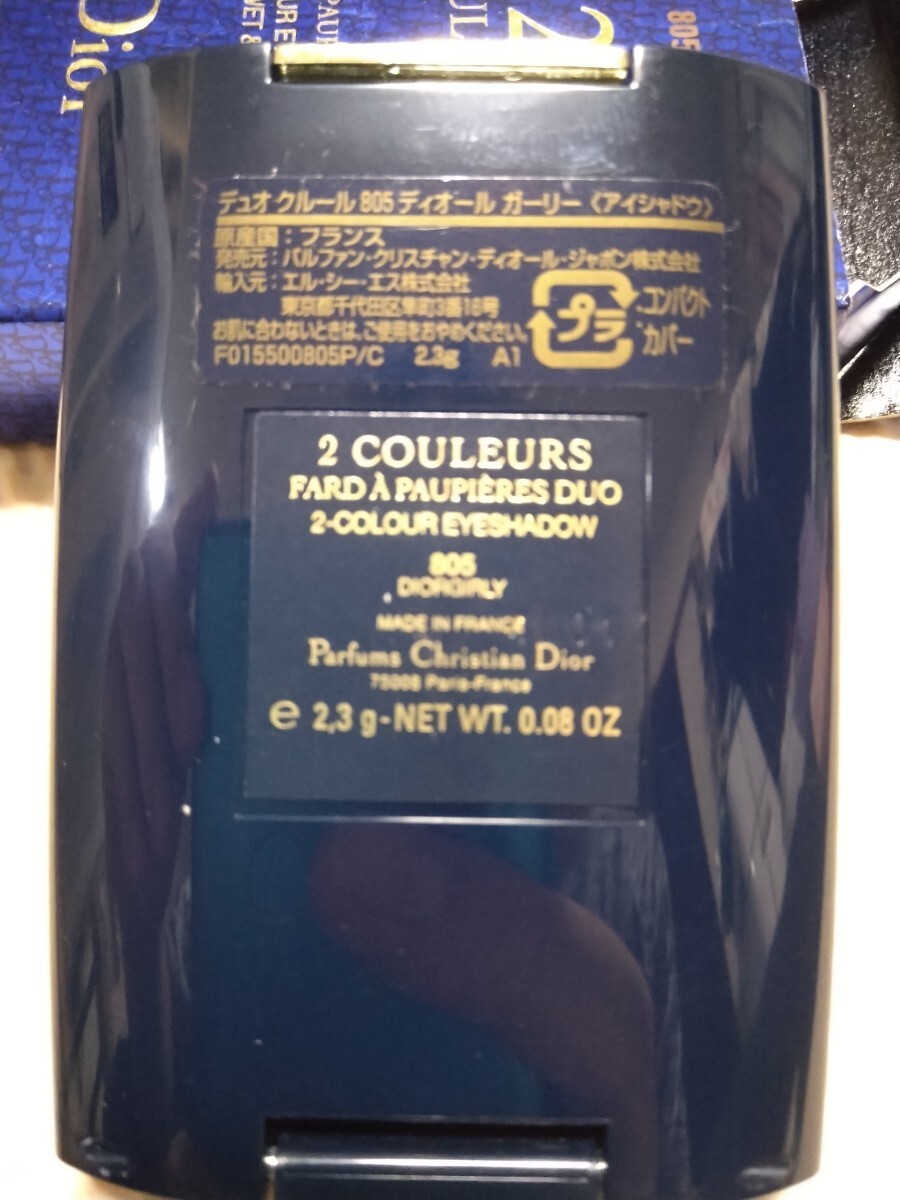 Dior
805
2
デュオ クルール 805 ディオール ガーリー 〈アイシャドウ〉
原産国：フランス
発売元：パルファン・クリスチャン・ディオール・ジャポン株式会社
輸入元：エル・シー・エス株式会社
東京都千代田区隼町3番16号
お肌に合わないときは、ご使用をおやめください。
F015500805P/C 2.3g A1
プラ
:コンパクト
カバー
2 COULEURS
FARD À PAUPIÈRES DUO
2-COLOUR EYESHADOW
805
DIORGIRLY
MADE IN FRANCE
Parfums Christian Dior
75008 Paris-France
e 2,3 g - NET WT. 0.08 OZ